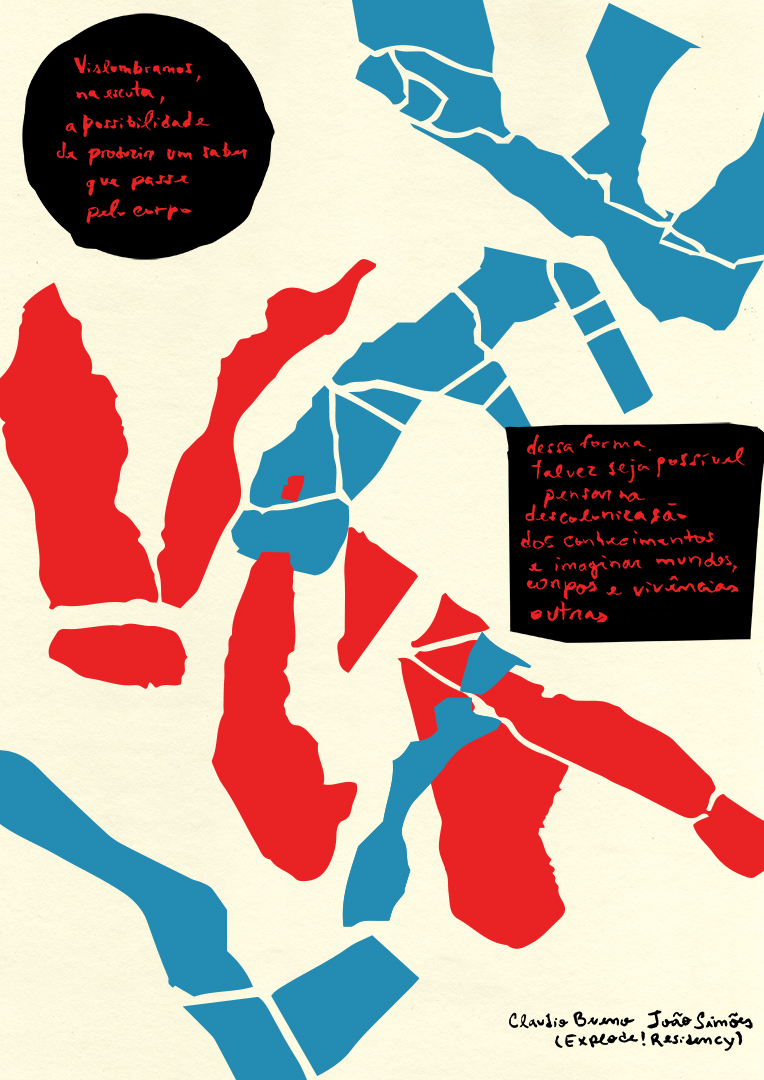 Vislumbramos,
na escuta,
a possibilidade
de produzir um saber
que passe
pelo corpo
dessa forma.
talvez seja possível
pensar na
descolonização
dos conhecimentos
e imaginar mundos,
corpos e vivências
outras
Claudio Bueno João Simões
(Explode! Residency)